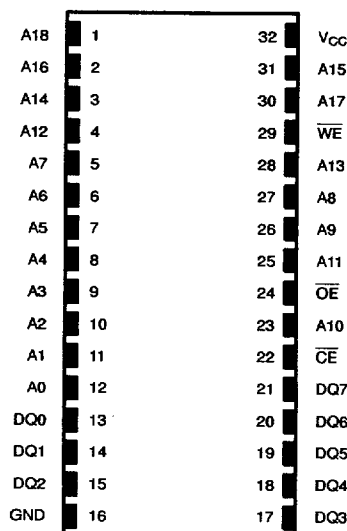 A18 1 32 VCC
A16 2 31 A15
A14 3 30 A17
A12 4 29 W̅E̅
A7 5 28 A13
A6 6 27 A8
A5 7 26 A9
A4 8 25 A11
A3 9 24 O̅E̅
A2 10 23 A10
A1 11 22 C̅E̅
A0 12 21 DQ7
DQ0 13 20 DQ6
DQ1 14 19 DQ5
DQ2 15 18 DQ4
GND 16 17 DQ3